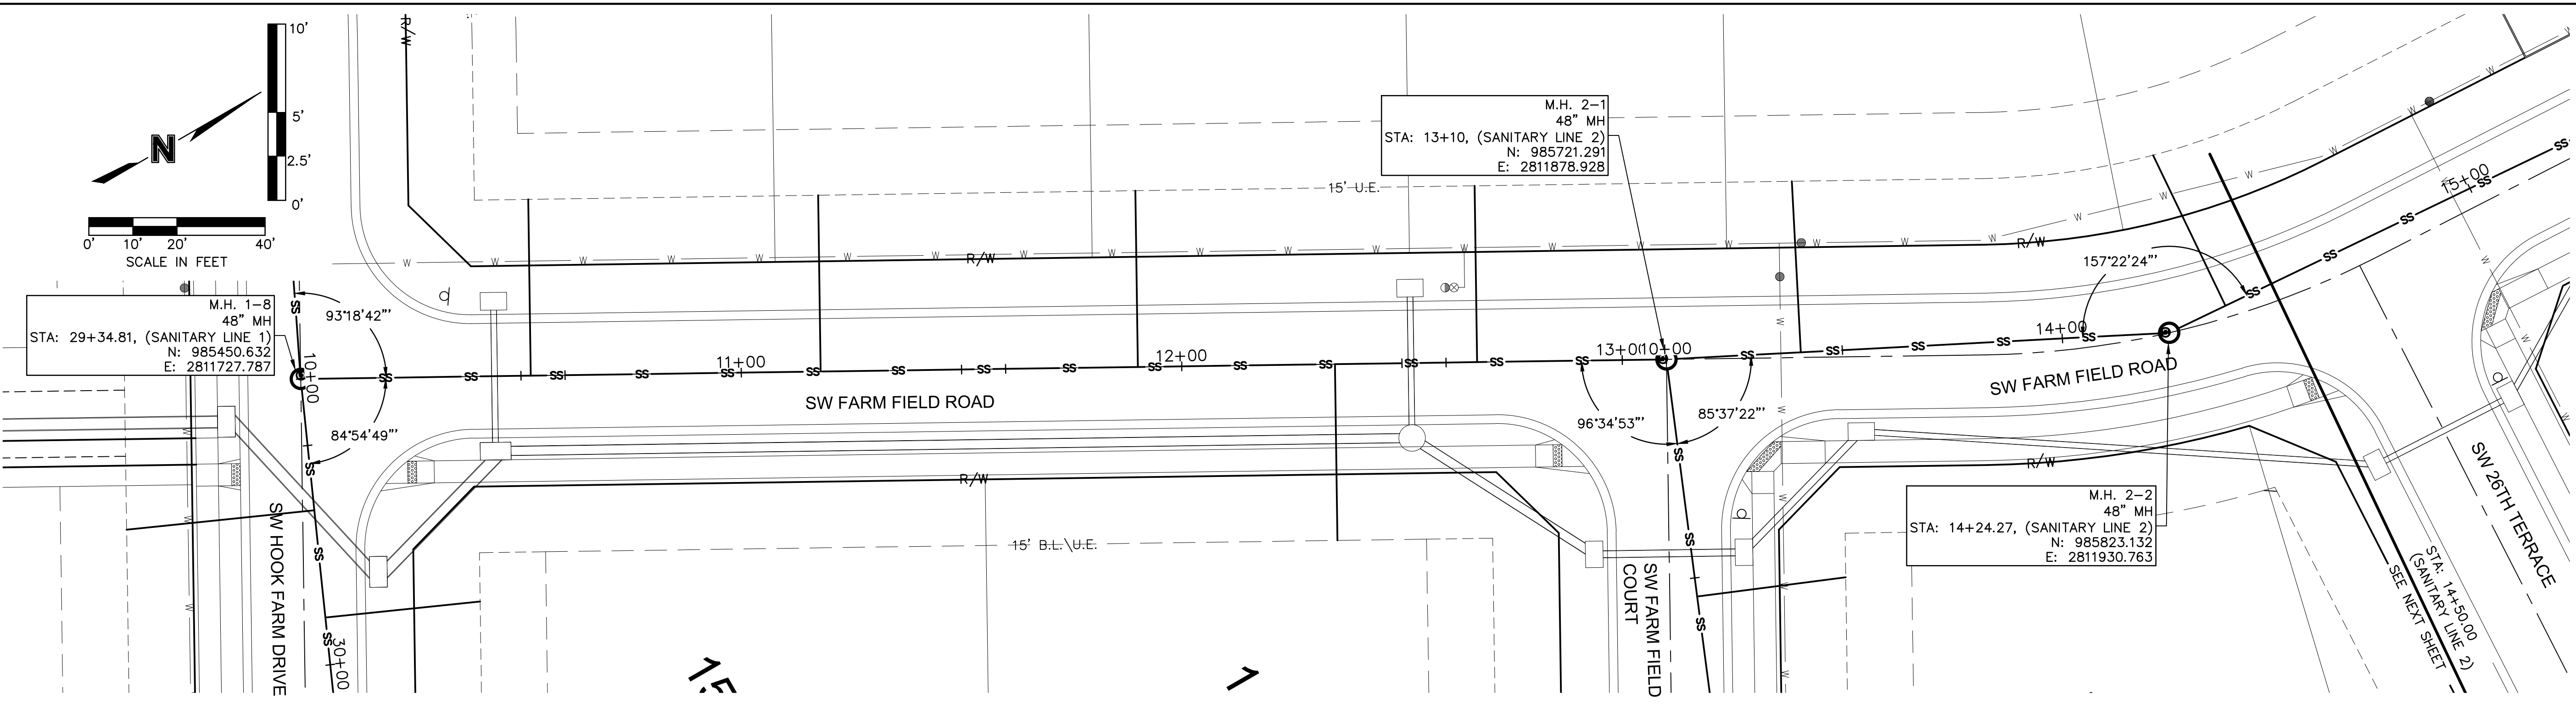 N
10'
5'
2.5'
0'
0' 10' 20' 40'
SCALE IN FEET
M.H. 1-8
48" MH
STA: 29+34.81, (SANITARY LINE 1)
N: 985450.632
E: 2811727.787
93°18'42"'
84°54'49"'
10+00
SW HOOK FARM DRIVE
30+00
R/W
R/W
11+00
SW FARM FIELD ROAD
R/W
15' B.L.\U.E.
12+00
15' U.E.
M.H. 2-1
48" MH
STA: 13+10, (SANITARY LINE 2)
N: 985721.291
E: 2811878.928
13+00
10+00
96°34'53"'
85°37'22"'
SW FARM FIELD
COURT
14+00
SW FARM FIELD ROAD
R/W
R/W
157°22'24"'
M.H. 2-2
48" MH
STA: 14+24.27, (SANITARY LINE 2)
N: 985823.132
E: 2811930.763
15+00
SW 26TH TERRACE
STA: 14+50.00
(SANITARY LINE 2)
SEE NEXT SHEET
1